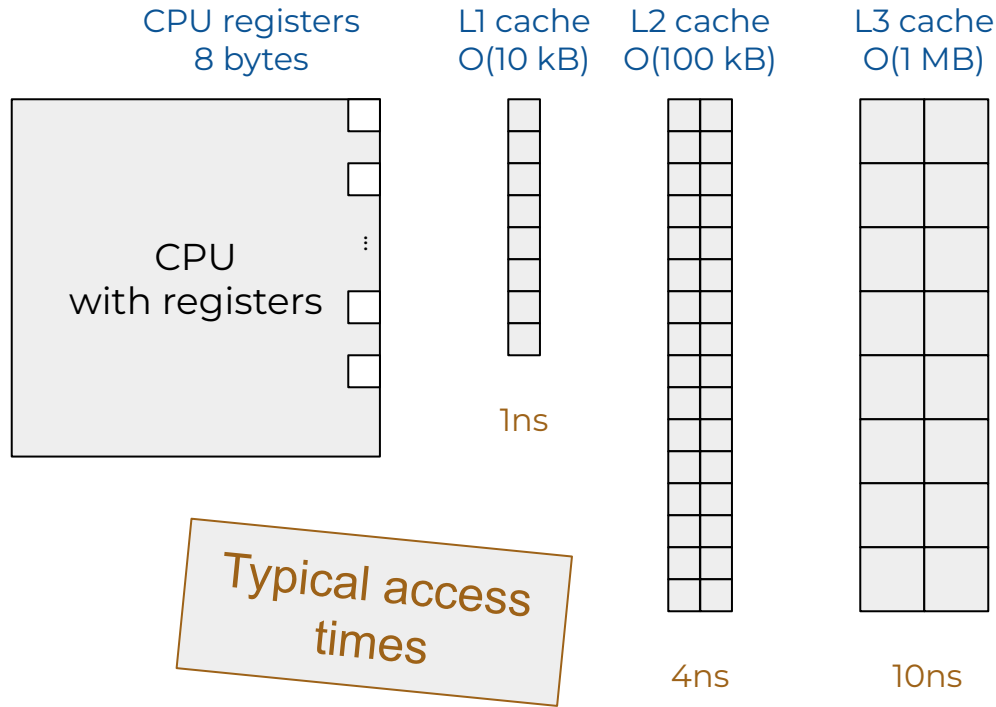 CPU registers
8 bytes
L1 cache
O(10 kB)
L2 cache
O(100 kB)
L3 cache
O(1 MB)
CPU
with registers
...
1ns
Typical access
times
4ns
10ns